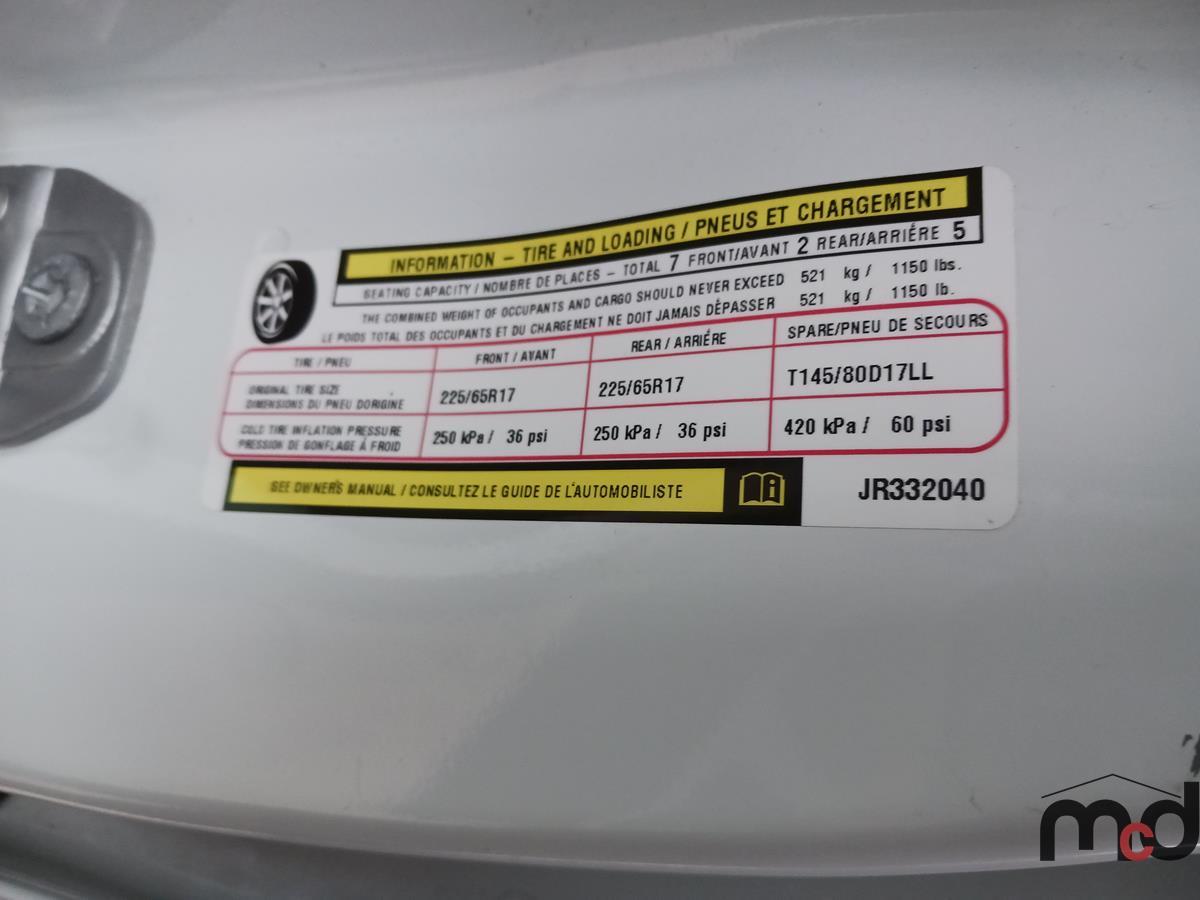 INFORMATION – TIRE AND LOADING / PNEUS ET CHARGEMENT
SEATING CAPACITY / NOMBRE DE PLACES – TOTAL 7 FRONT/AVANT 2 REAR/ARRIÉRE 5
THE COMBINED WEIGHT OF OCCUPANTS AND CARGO SHOULD NEVER EXCEED 521 kg / 1150 lbs.
LE POIDS TOTAL DES OCCUPANTS ET DU CHARGEMENT NE DOIT JAMAIS DÉPASSER 521 kg / 1150 lb.
TIRE / PNEU FRONT / AVANT REAR / ARRIÉRE SPARE/PNEU DE SECOURS
ORIGINAL TIRE SIZE
DIMENSIONS DU PNEU DORIGINE 225/65R17 225/65R17 T145/80D17LL
COLD TIRE INFLATION PRESSURE
PRESSION DE GONFLAGE À FROID 250 kPa / 36 psi 250 kPa / 36 psi 420 kPa / 60 psi
SEE OWNER'S MANUAL / CONSULTEZ LE GUIDE DE L'AUTOMOBILISTE
JR332040
mcd